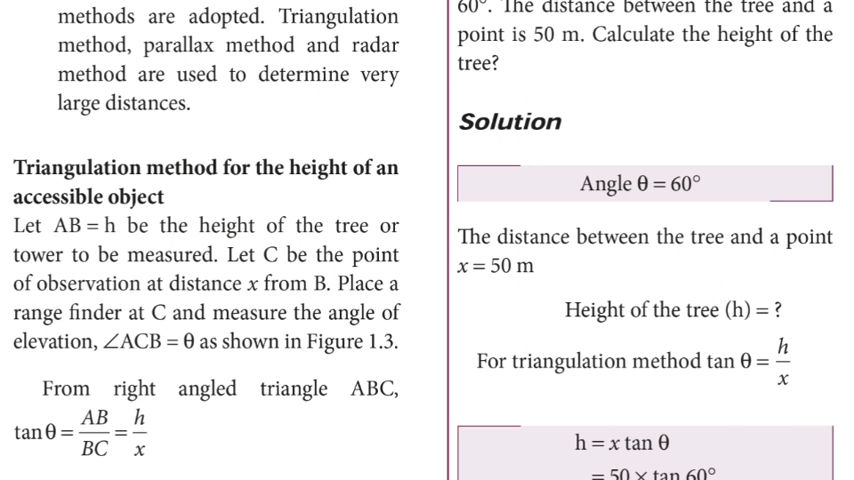 methods are adopted. Triangulation
method, parallax method and radar
method are used to determine very
large distances.
Triangulation method for the height of an
accessible object
Let AB = h be the height of the tree or
tower to be measured. Let C be the point
of observation at distance x from B. Place a
range finder at C and measure the angle of
elevation, ∠ACB = θ as shown in Figure 1.3.
From right angled triangle ABC,
tanθ = AB/BC = h/x
60°. The distance between the tree and a
point is 50 m. Calculate the height of the
tree?
Solution
Angle θ = 60°
The distance between the tree and a point
x = 50 m
Height of the tree (h) = ?
For triangulation method tan θ = h/x
h = x tan θ
= 50 × tan 60°